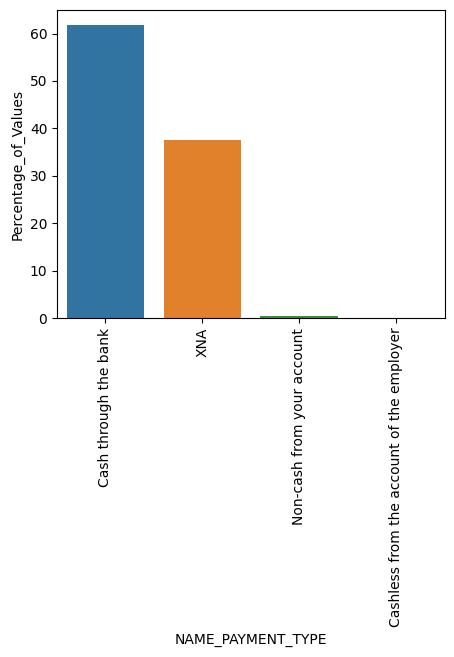 Percentage_of_Values
60
50
40
30
20
10
0
Cash through the bank
XNA
Non-cash from your account
Cashless from the account of the employer
NAME_PAYMENT_TYPE